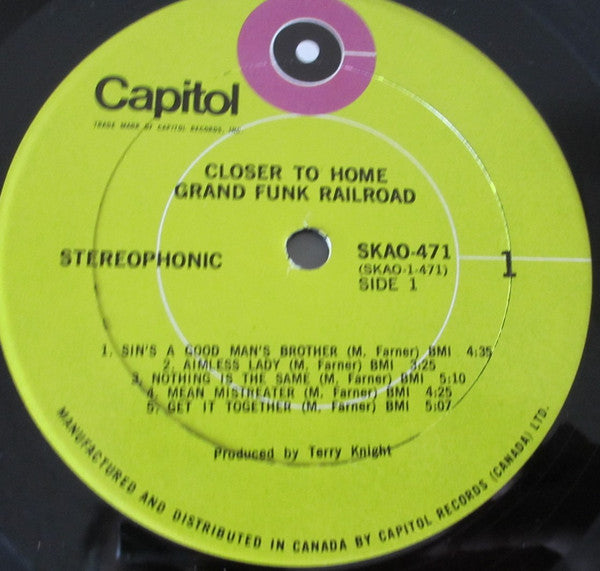 Capitol
TRADE MARK OF CAPITOL RECORDS, INC.
CLOSER TO HOME
GRAND FUNK RAILROAD
STEREOPHONIC
SKAO-471
(SKAO-1-471)
SIDE 1
1
1. SIN'S A GOOD MAN'S BROTHER (M. Farner) BMI 4:35
2. AIMLESS LADY (M. Farner) BMI 3:25
3. NOTHING IS THE SAME (M. Farner) BMI 5:10
4. MEAN MISTREATER (M. Farner) BMI 4:25
5. GET IT TOGETHER (M. Farner) BMI 5:07
Produced by Terry Knight
MANUFACTURED AND DISTRIBUTED IN CANADA BY CAPITOL RECORDS (CANADA) LTD.